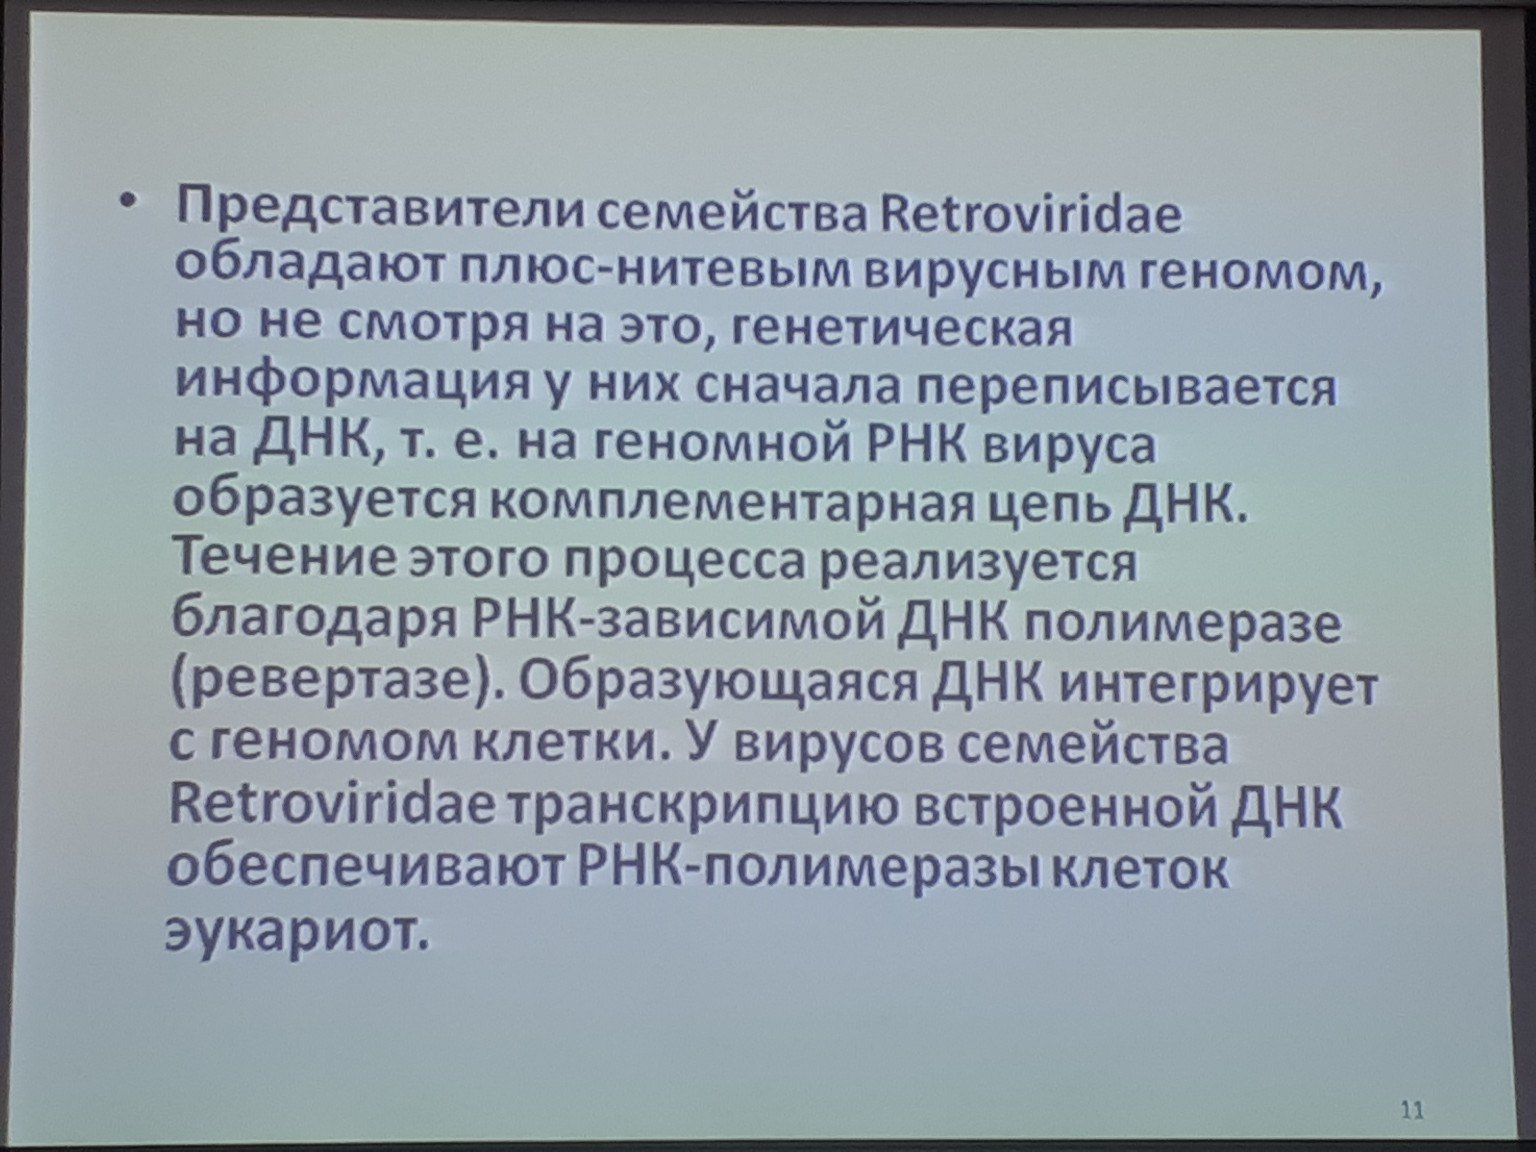 • Представители семейства Retroviridae
обладают плюс-нитевым вирусным геномом,
но не смотря на это, генетическая
информация у них сначала переписывается
на ДНК, т. е. на геномной РНК вируса
образуется комплементарная цепь ДНК.
Течение этого процесса реализуется
благодаря РНК-зависимой ДНК полимеразе
(ревертазе). Образующаяся ДНК интегрирует
с геномом клетки. У вирусов семейства
Retroviridae транскрипцию встроенной ДНК
обеспечивают РНК-полимеразы клеток
эукариот.
11